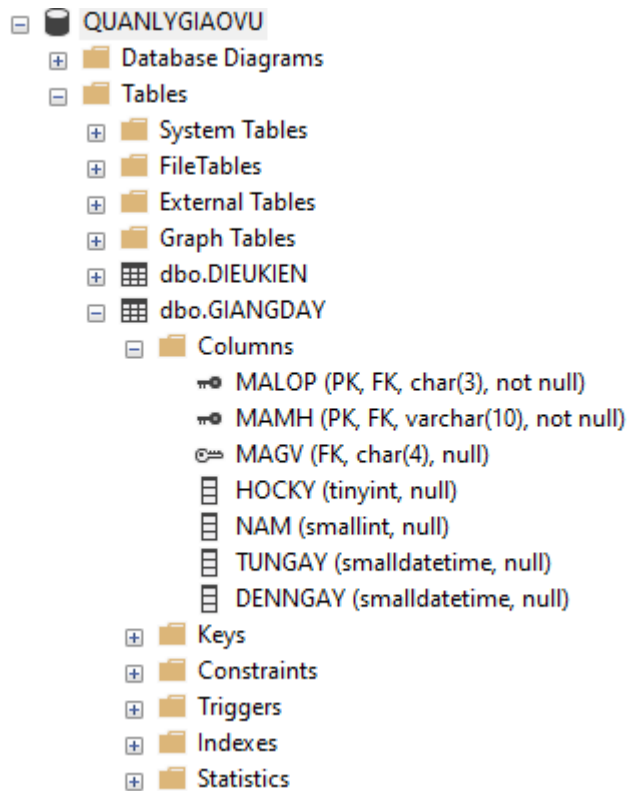 QUANLYGIAOVU
Database Diagrams
Tables
System Tables
FileTables
External Tables
Graph Tables
dbo.DIEUKIEN
dbo.GIANGDAY
Columns
MALOP (PK, FK, char(3), not null)
MAMH (PK, FK, varchar(10), not null)
MAGV (FK, char(4), null)
HOCKY (tinyint, null)
NAM (smallint, null)
TUNGAY (smalldatetime, null)
DENNGAY (smalldatetime, null)
Keys
Constraints
Triggers
Indexes
Statistics